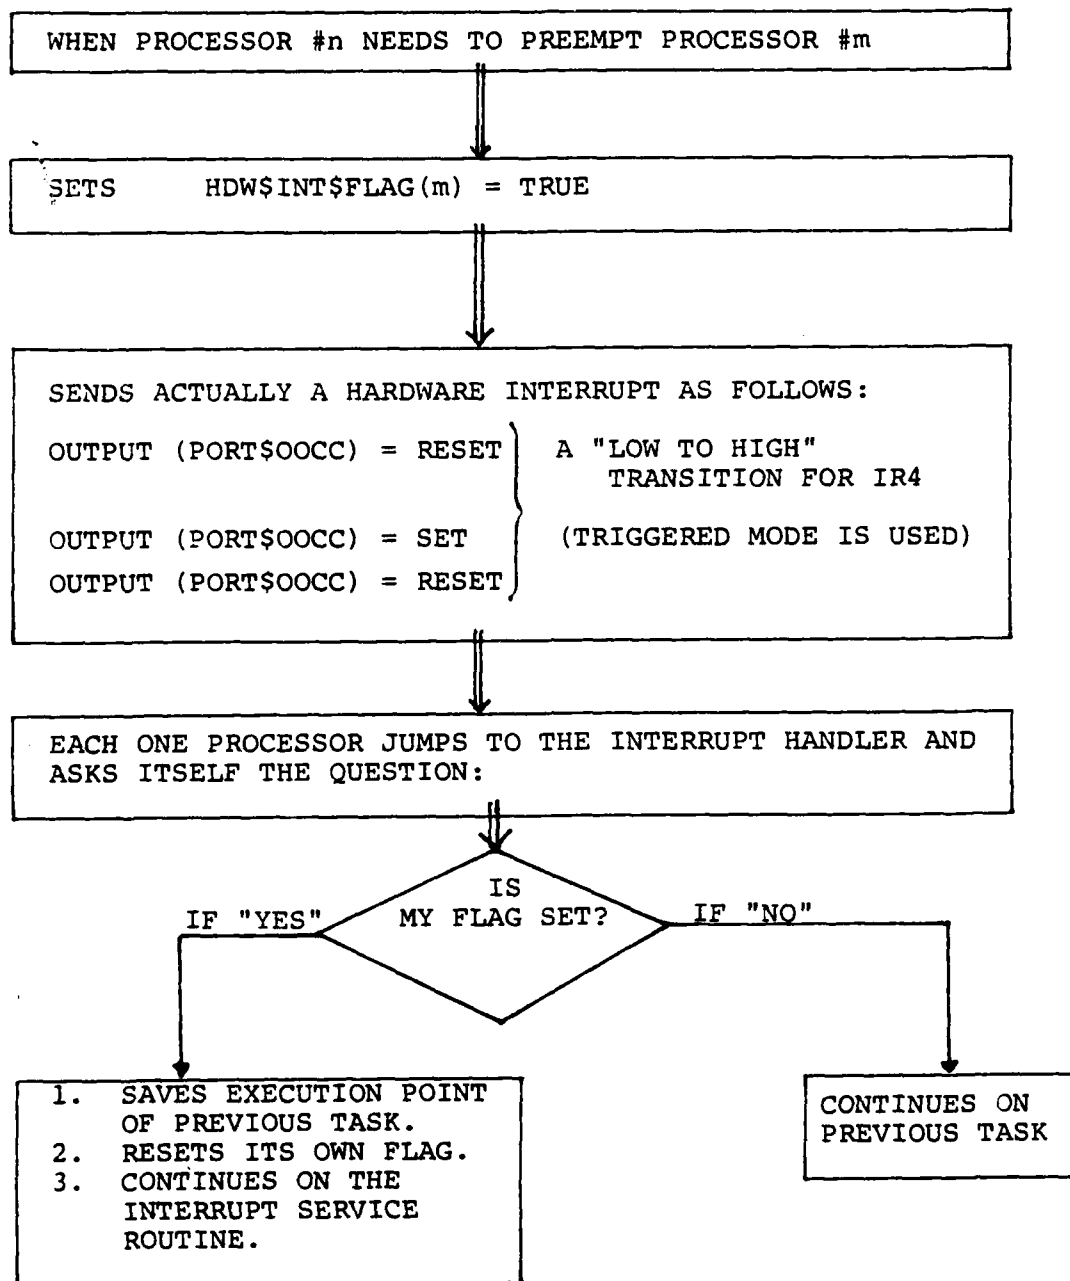 WHEN PROCESSOR #n NEEDS TO PREEMPT PROCESSOR #m
SETS HDW$INT$FLAG(m) = TRUE
SENDS ACTUALLY A HARDWARE INTERRUPT AS FOLLOWS:
OUTPUT (PORT$OOCC) = RESET
A "LOW TO HIGH"
TRANSITION FOR IR4
OUTPUT (PORT$OOCC) = SET
(TRIGGERED MODE IS USED)
OUTPUT (PORT$OOCC) = RESET
EACH ONE PROCESSOR JUMPS TO THE INTERRUPT HANDLER AND
ASKS ITSELF THE QUESTION:
IS
MY FLAG SET?
IF "YES"
IF "NO"
1. SAVES EXECUTION POINT
OF PREVIOUS TASK.
2. RESETS ITS OWN FLAG.
3. CONTINUES ON THE
INTERRUPT SERVICE
ROUTINE.
CONTINUES ON
PREVIOUS TASK